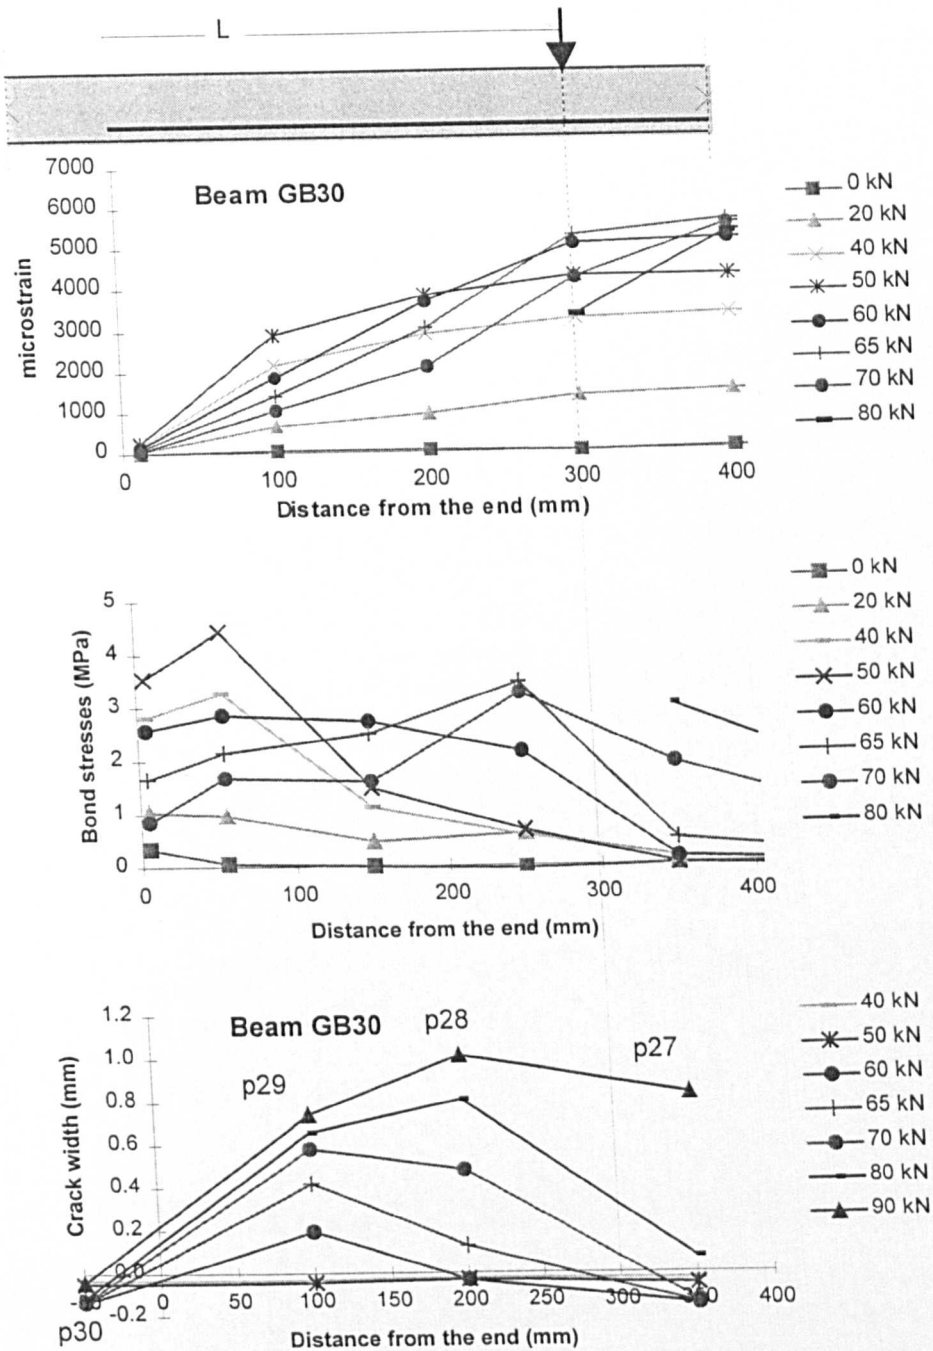 L
Beam GB30
7000
6000
5000
4000
3000
2000
1000
0
microstrain
0 100 200 300 400
Distance from the end (mm)
0 kN
20 kN
40 kN
50 kN
60 kN
65 kN
70 kN
80 kN
5
4
3
2
1
0
Bond stresses (MPa)
0 100 200 300 400
Distance from the end (mm)
0 kN
20 kN
40 kN
50 kN
60 kN
65 kN
70 kN
80 kN
Beam GB30
p28
p27
p29
1.2
1.0
0.8
0.6
0.4
0.2
0.0
-0.2
Crack width (mm)
0 50 100 150 200 250 300 350 400
p30
Distance from the end (mm)
40 kN
50 kN
60 kN
65 kN
70 kN
80 kN
90 kN